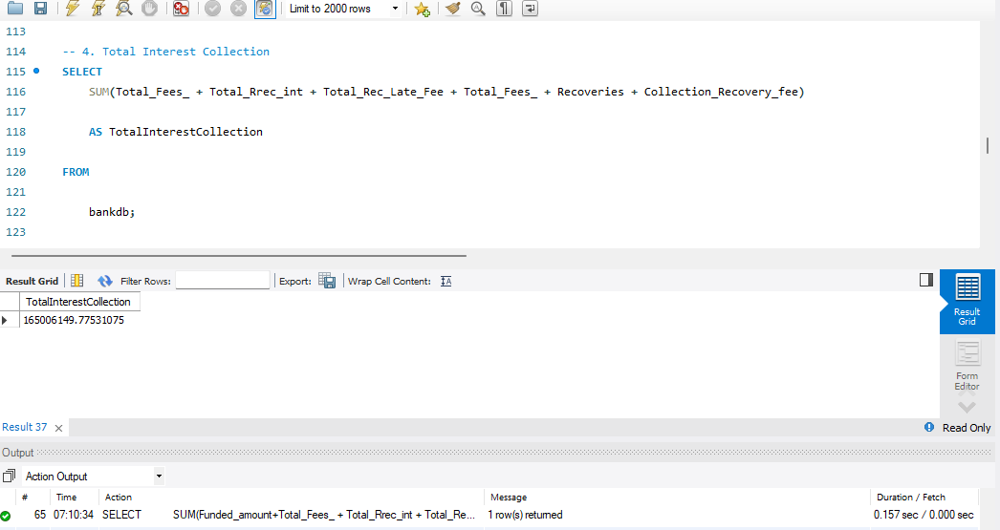 Limit to 2000 rows
113
114 -- 4. Total Interest Collection
115 SELECT
116 SUM(Total_Fees_ + Total_Rrec_int + Total_Rec_Late_Fee + Total_Fees_ + Recoveries + Collection_Recovery_fee)
117
118 AS TotalInterestCollection
119
120 FROM
121
122 bankdb;
123
Result Grid Filter Rows: Export: Wrap Cell Content:
TotalInterestCollection
165006149.77531075
Result
Grid
Form
Editor
Result 37 Read Only
Output
Action Output
# Time Action Message Duration / Fetch
65 07:10:34 SELECT SUM(Funded_amount+Total_Fees_ + Total_Rrec_int + Total_Re... 1 row(s) returned 0.157 sec / 0.000 sec